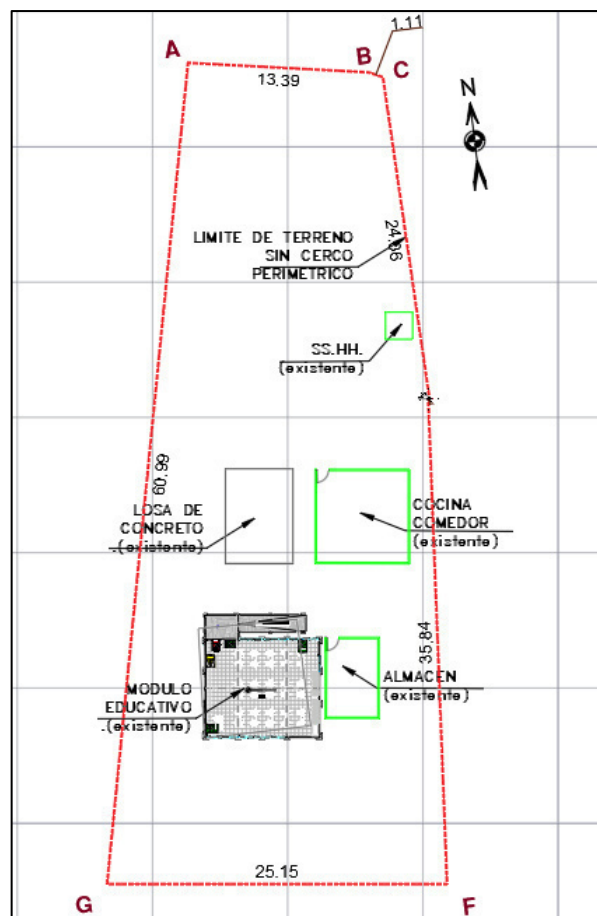 1.11
A
B
C
13.39
N
LIMITE DE TERRENO
SIN CERCO
PERIMETRICO
24.36
SS.HH.
(existente)
60.99
LOSA DE
CONCRETO
.(existente)
COCINA
COMEDOR
(existente)
35.84
MODULO
EDUCATIVO
.(existente)
ALMACEN
(existente)
25.15
G
F